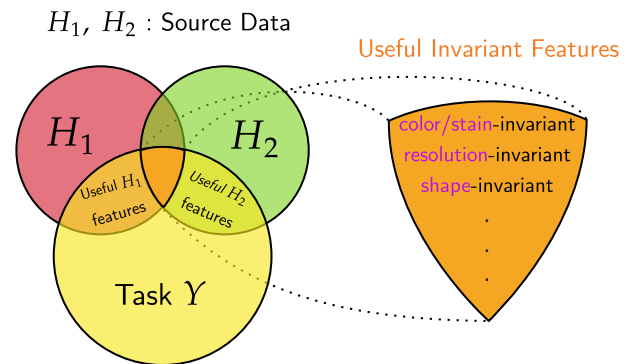 H₁, H₂ : Source Data
Useful Invariant Features
H₁
H₂
Useful H₁
features
Useful H₂
features
Task Y
color/stain-invariant
resolution-invariant
shape-invariant
.
.
.